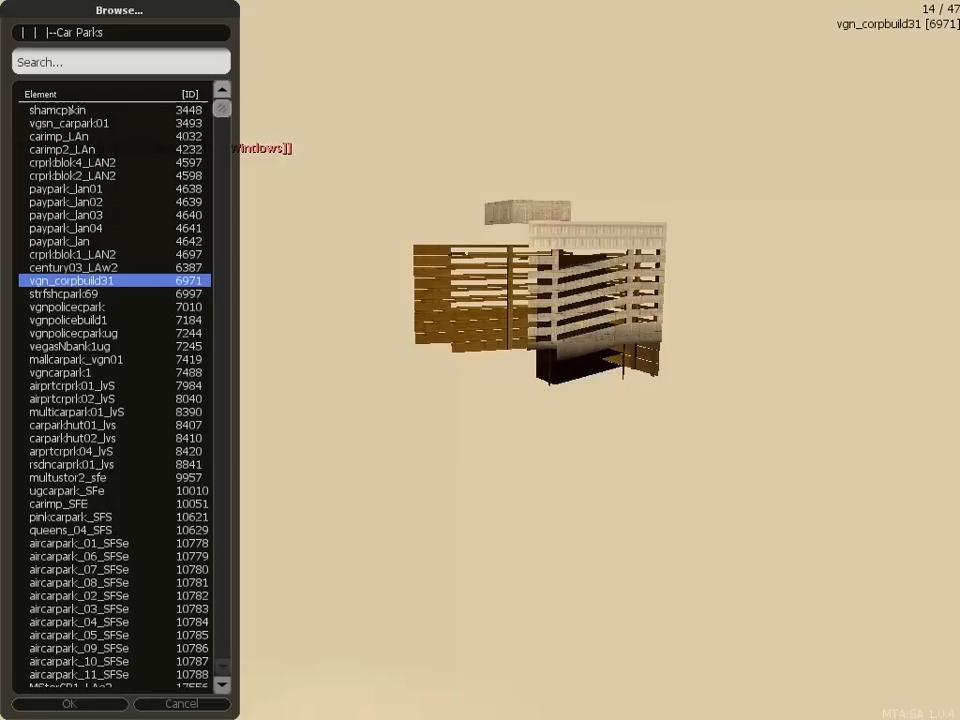 Browse...
| | |--Car Parks
Search...
Element [ID]
shamcpkin 3448
vgsn_carpark01 3493
carimp_LAn 4032
carimp2_LAn 4232
crprkblok4_LAN2 4597
crprkblok2_LAN2 4598
paypark_lan01 4638
paypark_lan02 4639
paypark_lan03 4640
paypark_lan04 4641
paypark_lan 4642
crprkblok1_LAN2 4697
century03_LAw2 6387
vgn_corpbuild31 6971
strfshcpark69 6997
vgnpolicecpark 7010
vgnpolicebuild1 7184
vgnpolicecparkug 7244
vegasNbank1ug 7245
mallcarpark_vgn01 7419
vgncarpark1 7488
airprtcrprk01_lvS 7984
airprtcrprk02_lvS 8040
multicarpark01_lvS 8390
carparkhut01_lvs 8407
carparkhut02_lvs 8410
arprtcrprk04_lvS 8420
rsdncarprk01_lvs 8841
multustor2_sfe 9957
ugcarpark_SFe 10010
carimp_SFE 10051
pinkcarpark_SFS 10621
queens_04_SFS 10629
aircarpark_01_SFSe 10778
aircarpark_06_SFSe 10779
aircarpark_07_SFSe 10780
aircarpark_08_SFSe 10781
aircarpark_02_SFSe 10782
aircarpark_03_SFSe 10783
aircarpark_04_SFSe 10784
aircarpark_05_SFSe 10785
aircarpark_09_SFSe 10786
aircarpark_10_SFSe 10787
aircarpark_11_SFSe 10788
OK Cancel
Windows]]
14 / 47
vgn_corpbuild31 [6971]
MTA:SA 1.0.4